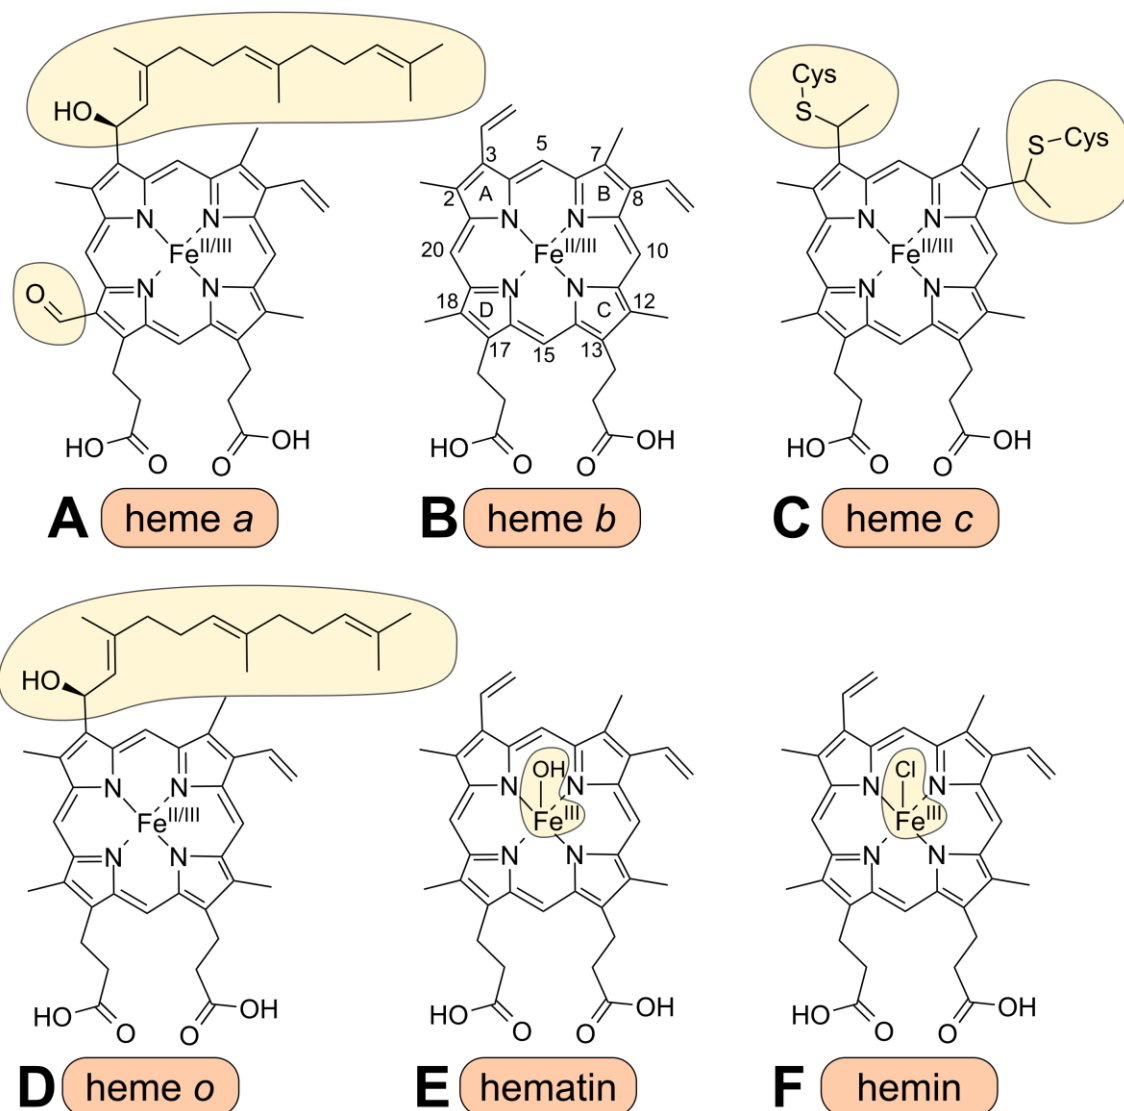 HO
N
N
Fe^II/III
O
N
N
HO
O
O
OH
A heme a
3
5
7
2
A
B
8
N
N
20
Fe^II/III
10
N
N
18
D
C
12
17
15
13
HO
O
O
OH
B heme b
Cys
S
S-Cys
N
N
Fe^II/III
N
N
HO
O
O
OH
C heme c
HO
N
N
Fe^II/III
N
N
HO
O
O
OH
D heme o
OH
N
N
Fe^III
N
N
HO
O
O
OH
E hematin
Cl
N
N
Fe^III
N
N
HO
O
O
OH
F hemin